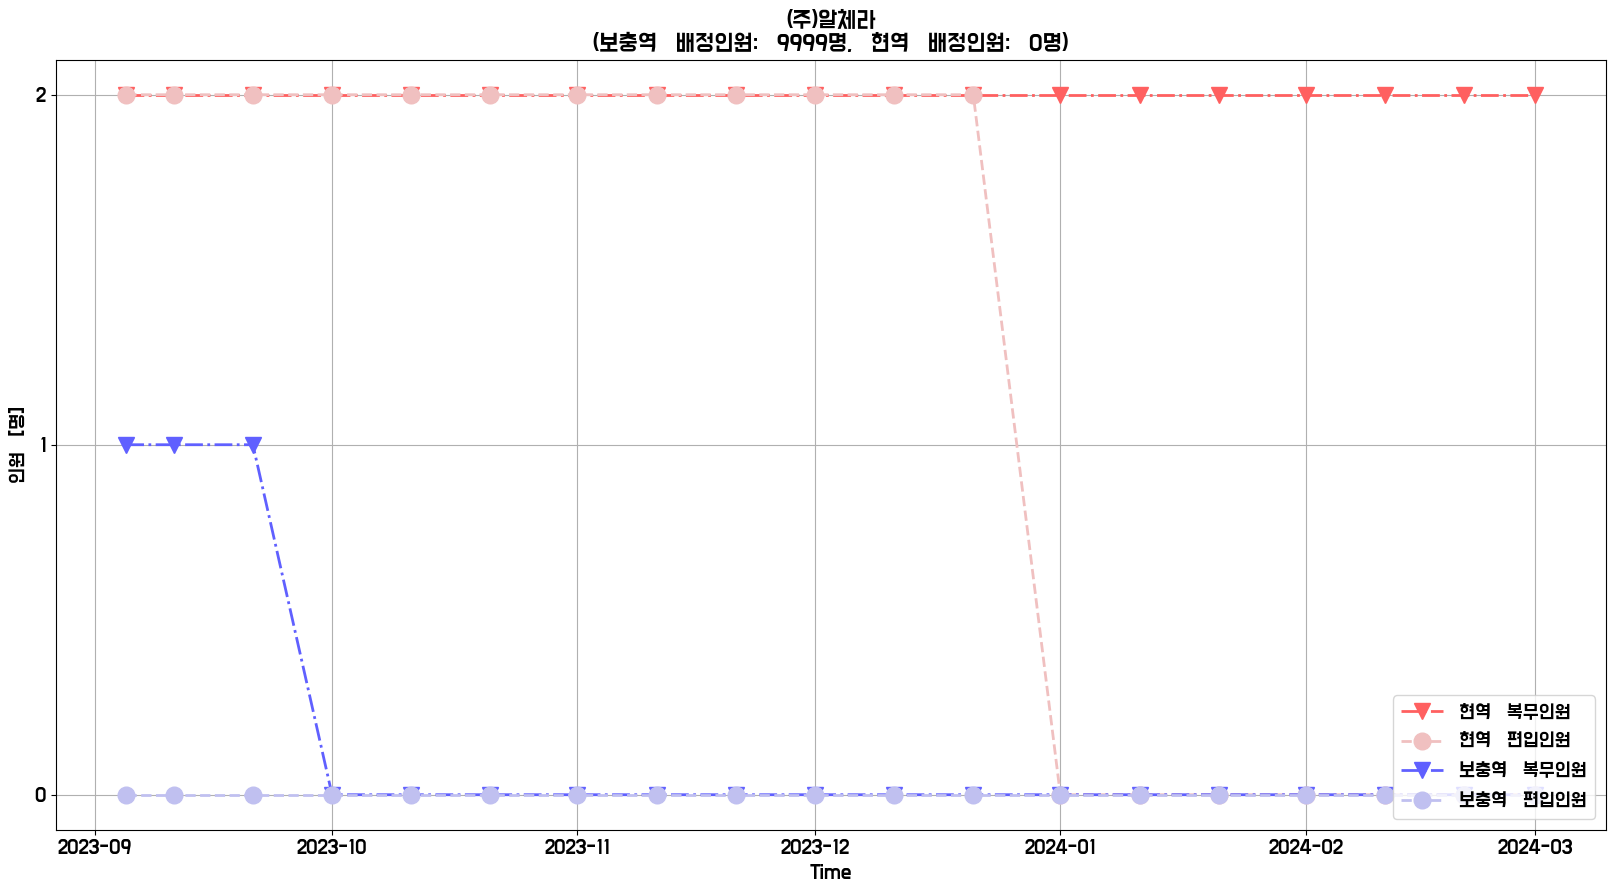 (주)알체라
(보충역 배정인원: 9999명, 현역 배정인원: 0명)
2
1
0
인원 [명]
2023-09
2023-10
2023-11
2023-12
2024-01
2024-02
2024-03
Time
현역 복무인원
현역 편입인원
보충역 복무인원
보충역 편입인원